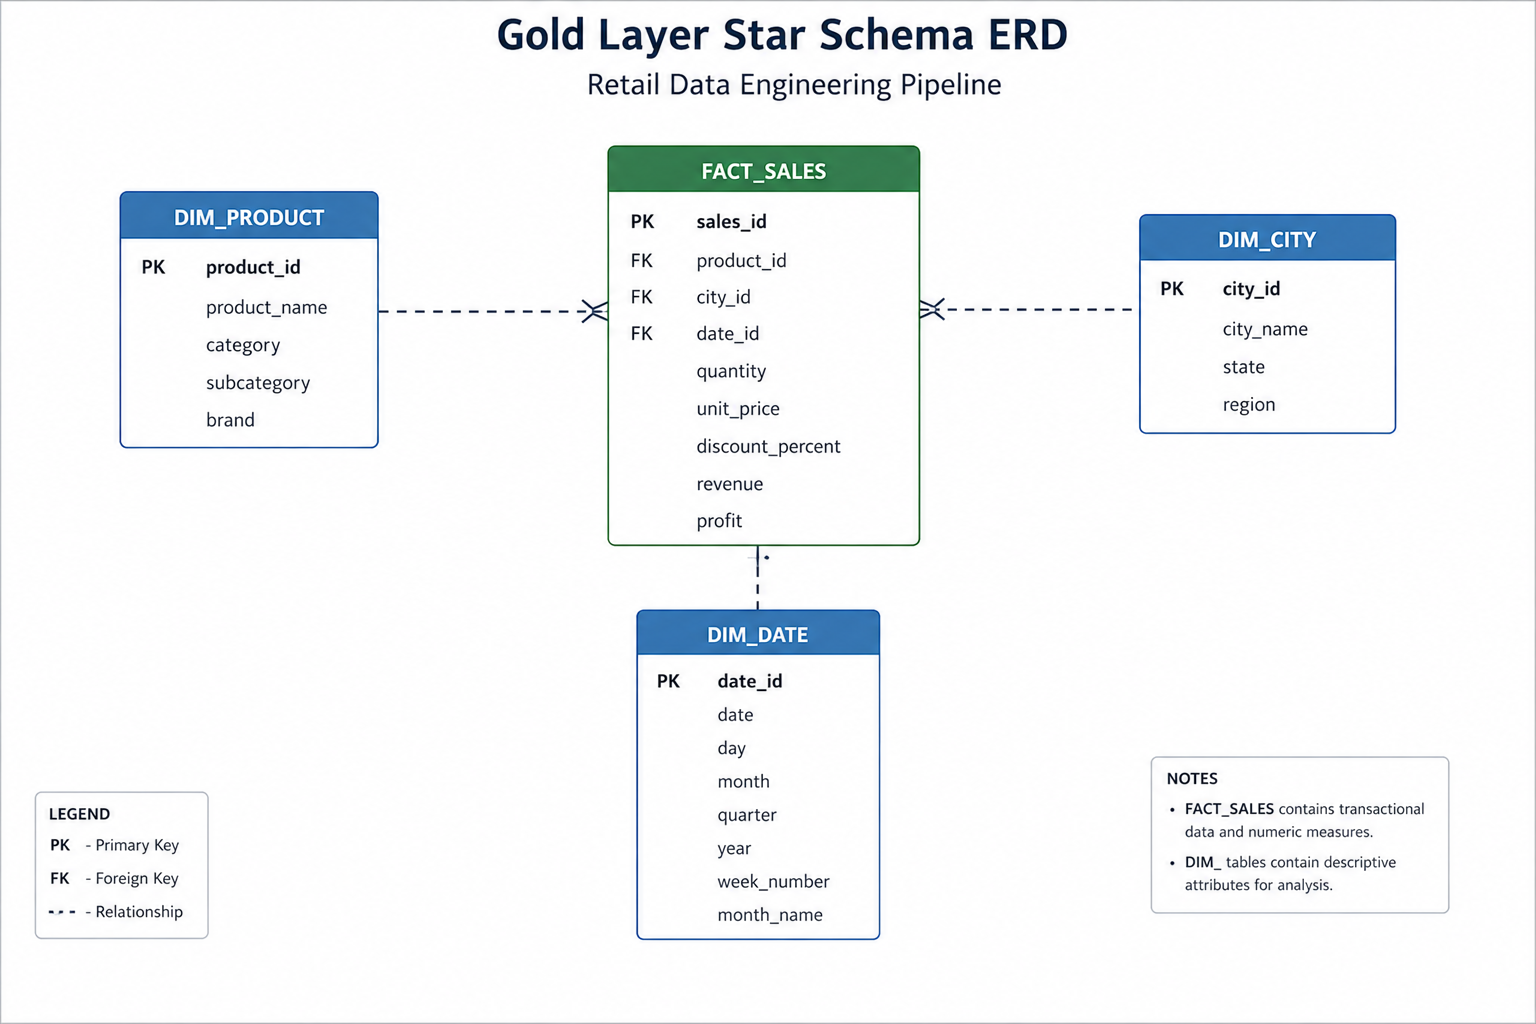 Gold Layer Star Schema ERD
Retail Data Engineering Pipeline
DIM_PRODUCT
PK product_id
product_name
category
subcategory
brand
FACT_SALES
PK sales_id
FK product_id
FK city_id
FK date_id
quantity
unit_price
discount_percent
revenue
profit
DIM_CITY
PK city_id
city_name
state
region
DIM_DATE
PK date_id
date
day
month
quarter
year
week_number
month_name
LEGEND
PK - Primary Key
FK - Foreign Key
- Relationship
NOTES
• FACT_SALES contains transactional
data and numeric measures.
• DIM_ tables contain descriptive
attributes for analysis.